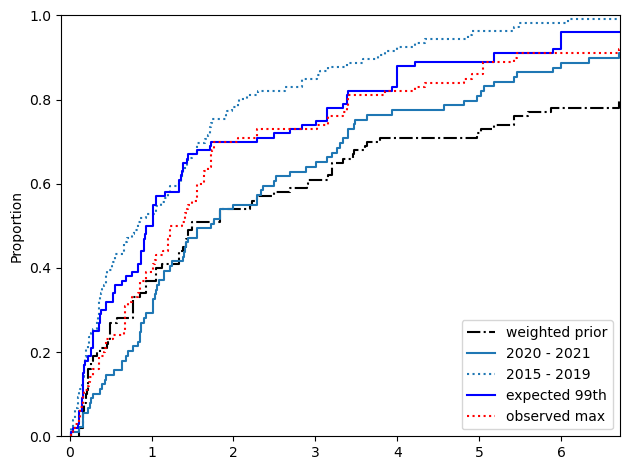 1.0
0.8
0.6
0.4
0.2
0.0
Proportion
0 1 2 3 4 5 6
weighted prior
2020 - 2021
2015 - 2019
expected 99th
observed max